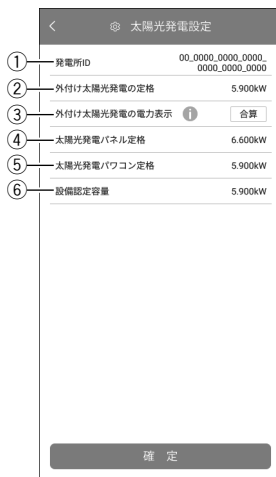 太陽光発電設定
① 発電所ID 00_0000_0000_0000_
0000_0000_0000
② 外付け太陽光発電の定格 5.900kW
③ 外付け太陽光発電の電力表示 i 合算
④ 太陽光発電パネル定格 6.600kW
⑤ 太陽光発電パワコン定格 5.900kW
⑥ 設備認定容量 5.900kW
確 定